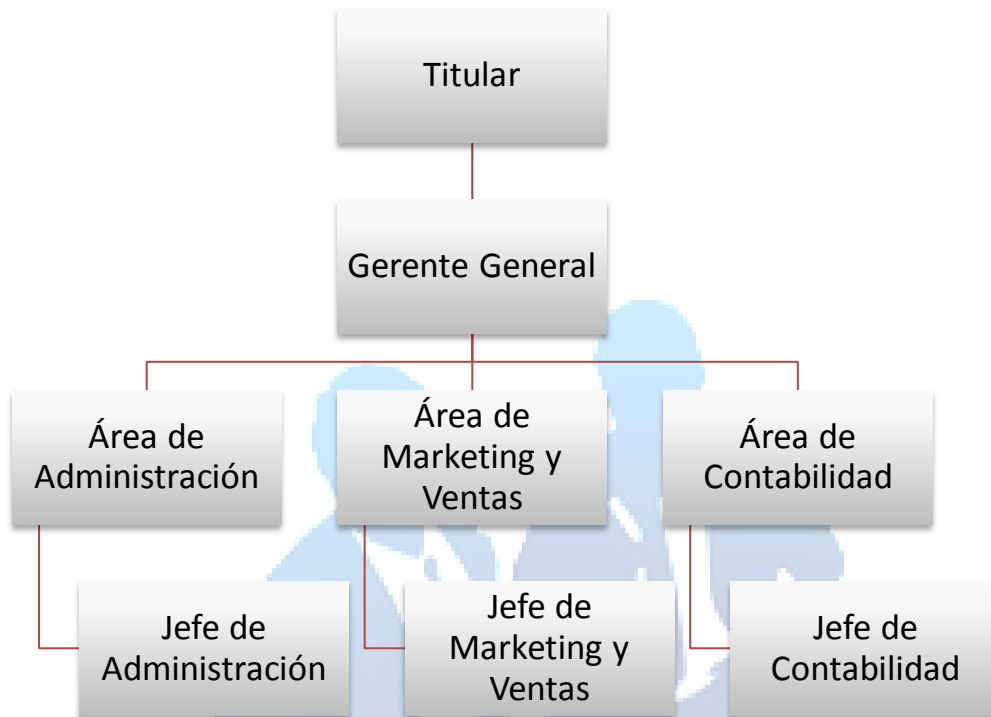 Titular
Gerente General
Área de
Administración
Área de
Marketing y
Ventas
Área de
Contabilidad
Jefe de
Administración
Jefe de
Marketing y
Ventas
Jefe de
Contabilidad